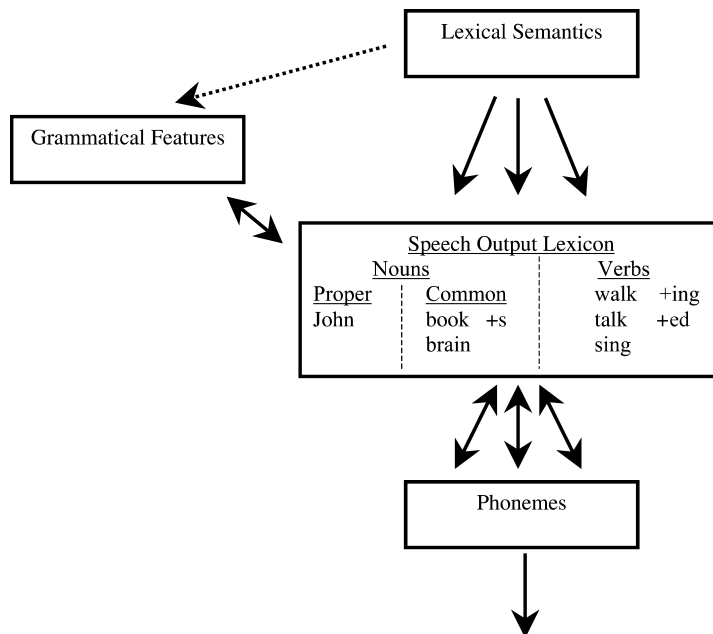 Lexical Semantics
Grammatical Features
Speech Output Lexicon
Nouns Verbs
Proper Common walk +ing
John book +s talk +ed
brain sing
Phonemes